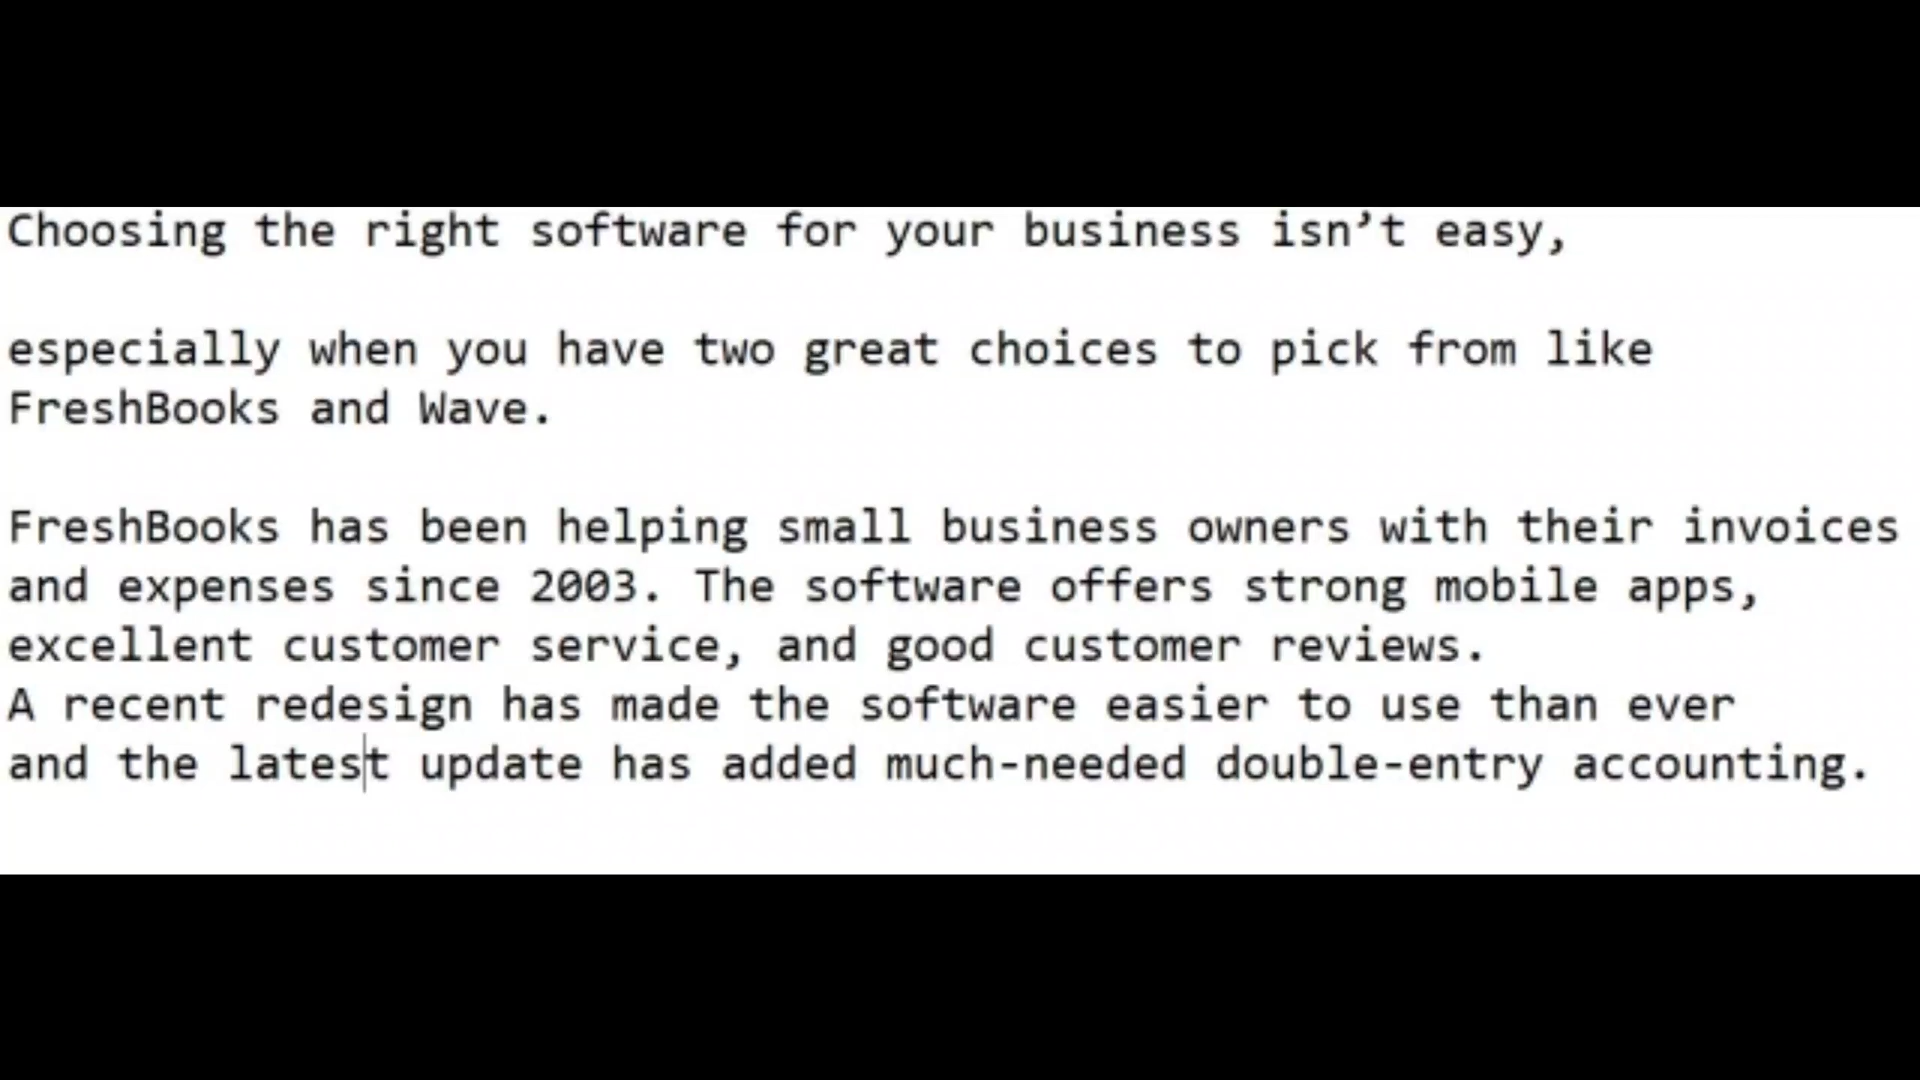 Choosing the right software for your business isn’t easy,
especially when you have two great choices to pick from like
FreshBooks and Wave.
FreshBooks has been helping small business owners with their invoices
and expenses since 2003. The software offers strong mobile apps,
excellent customer service, and good customer reviews.
A recent redesign has made the software easier to use than ever
and the latest update has added much-needed double-entry accounting.